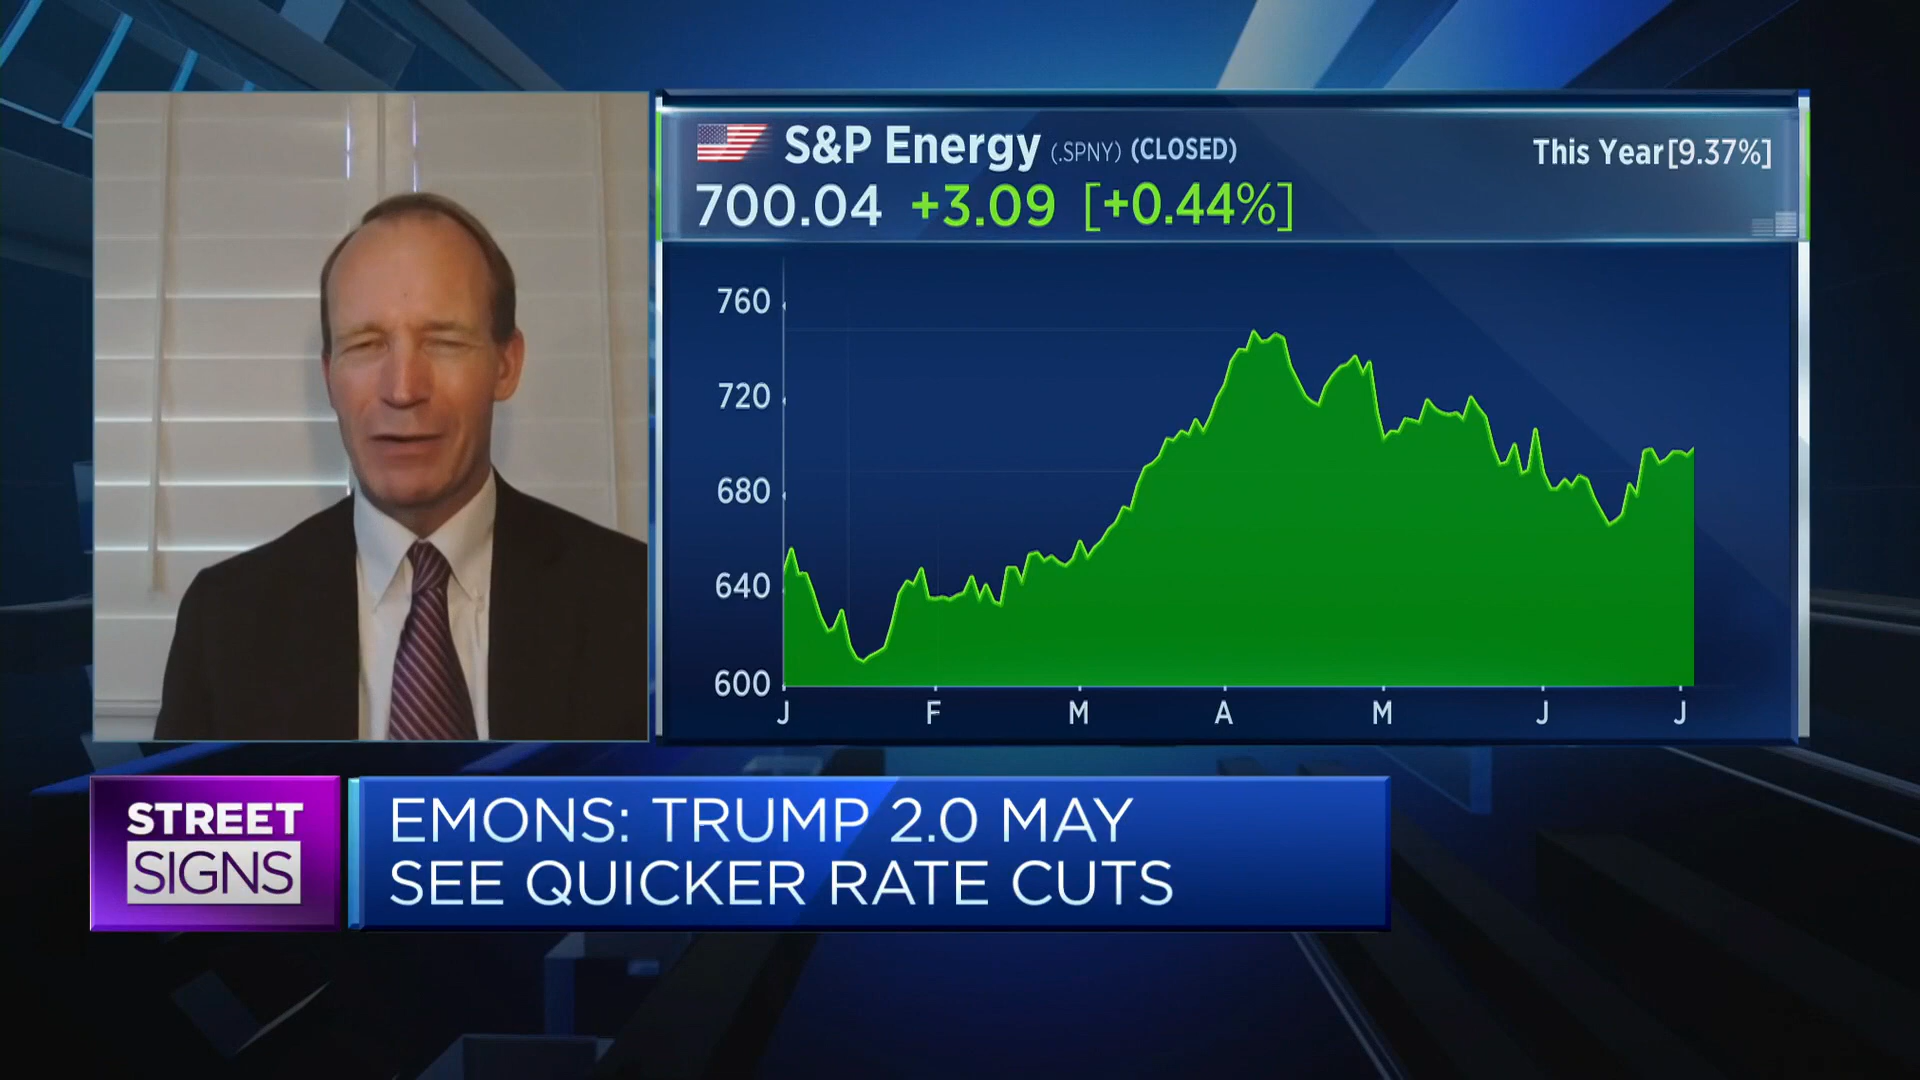 S&P Energy (.SPNY) (CLOSED) This Year[9.37%]
700.04 +3.09 [+0.44%]
760
720
680
640
600
J F M A M J J
STREET
SIGNS
EMONS: TRUMP 2.0 MAY
SEE QUICKER RATE CUTS